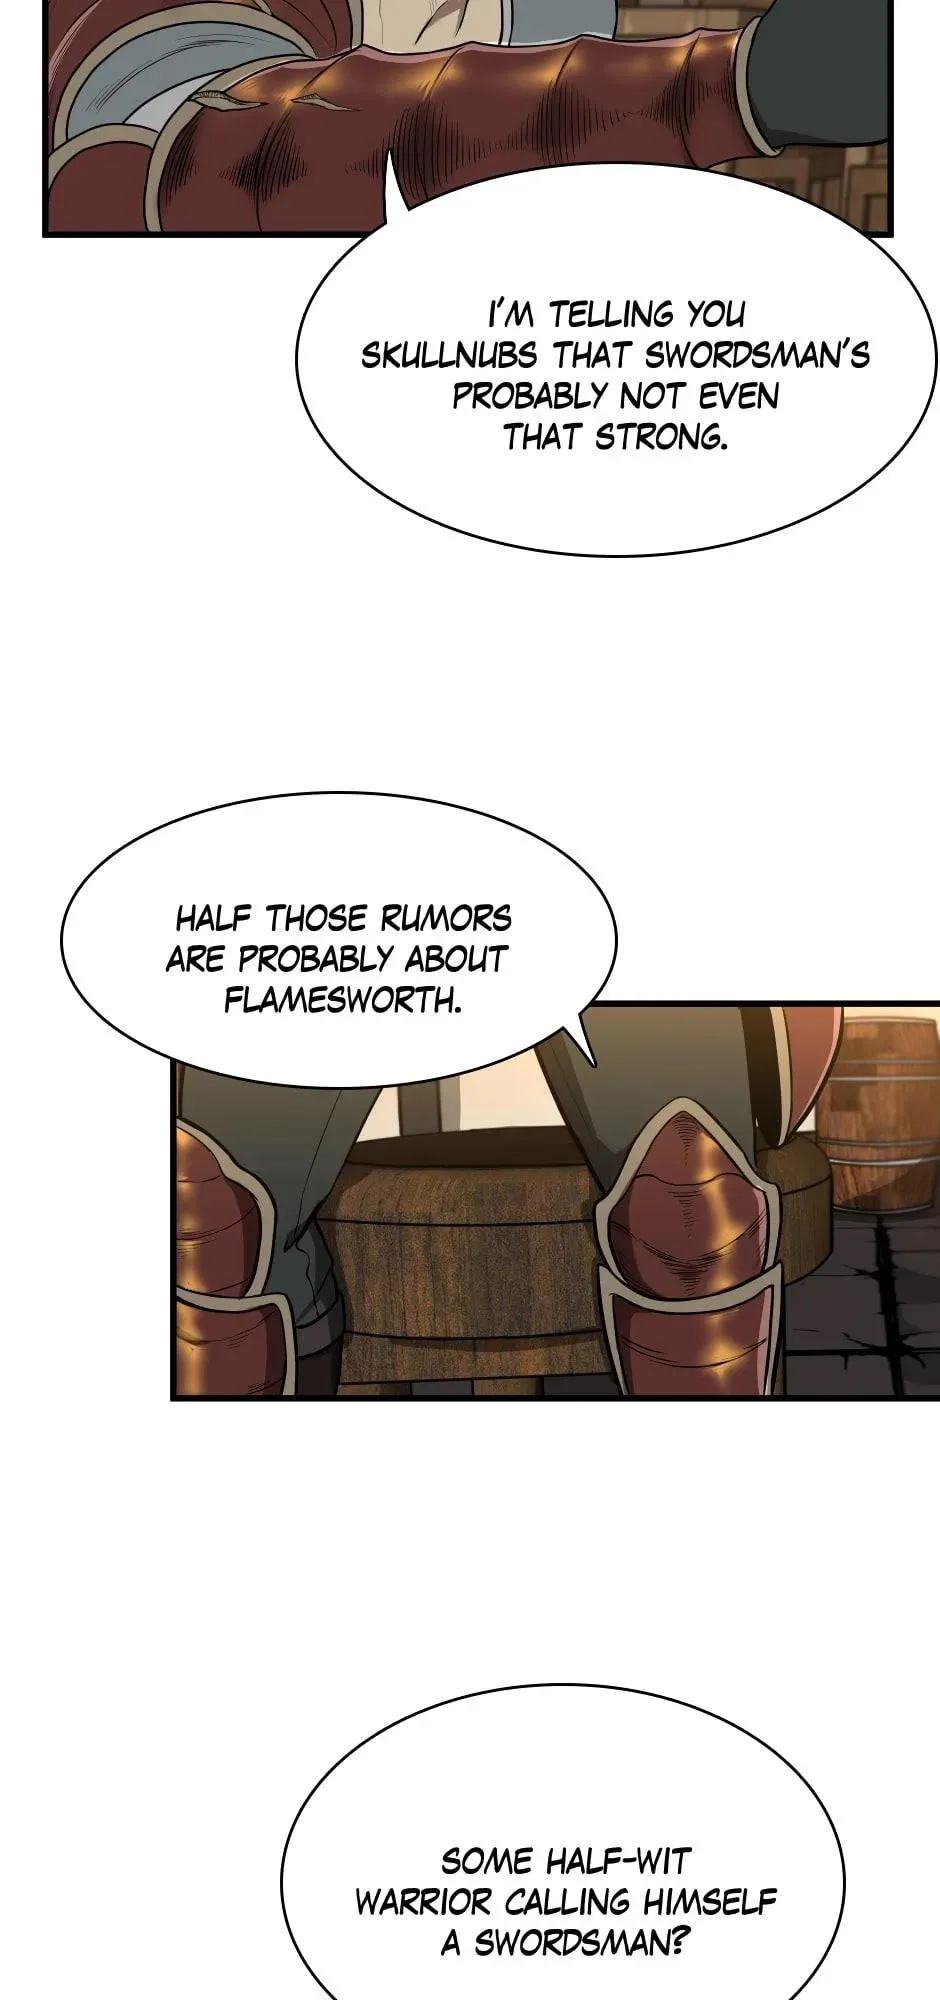 I'M TELLING YOU
SKULLNUBS THAT SWORDSMAN'S
PROBABLY NOT EVEN
THAT STRONG.
HALF THOSE RUMORS
ARE PROBABLY ABOUT
FLAMESWORTH.
SOME HALF-WIT
WARRIOR CALLING HIMSELF
A SWORDSMAN?